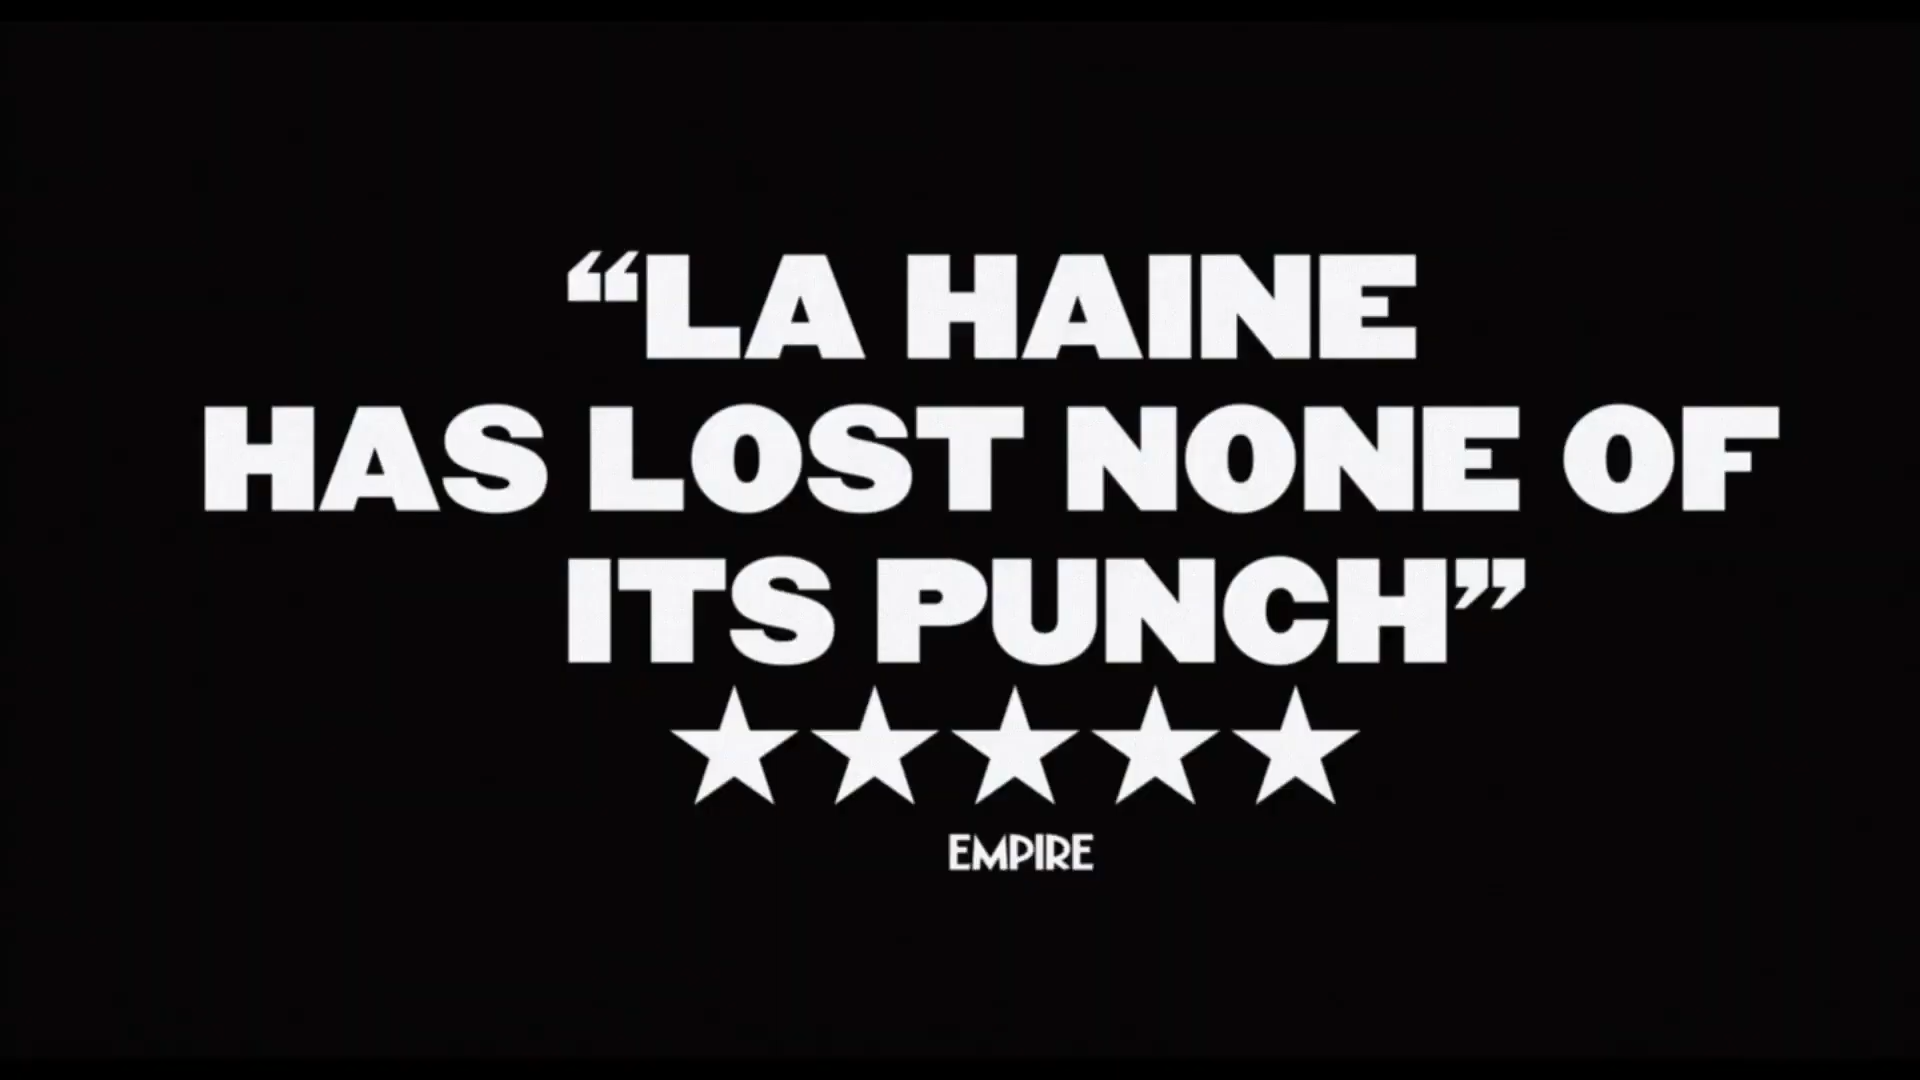 “LA HAINE
HAS LOST NONE OF
ITS PUNCH”
★★★★★
EMPIRE